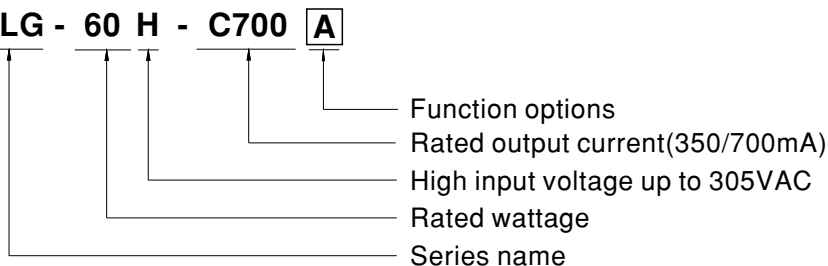 LG - 60 H - C700 A
Function options
Rated output current(350/700mA)
High input voltage up to 305VAC
Rated wattage
Series name